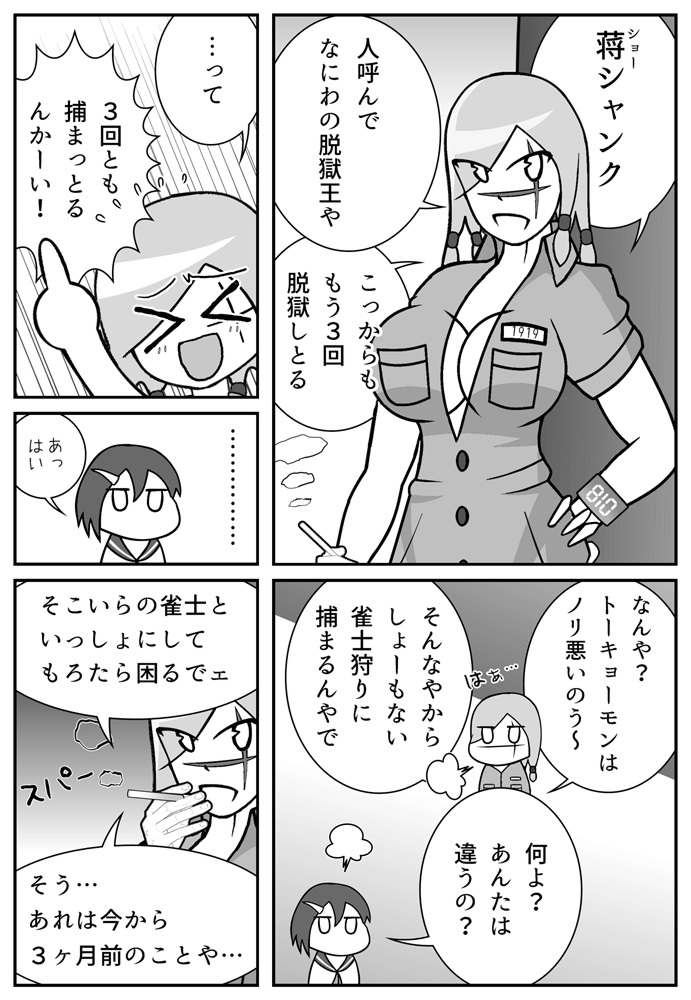 蒋シャンク
ショー
人呼んで
なにわの脱獄王や
こっからも
もう３回
脱獄しとる
1919
810
…って
３回とも
捕まっとる
んかーい！
………
あっ
はい
なんや？
トーキョーモンは
ノリ悪いのう～
はぁ…
そんなやから
しょーもない
雀士狩りに
捕まるんやで
何よ？
あんたは
違うの？
そこいらの雀士と
いっしょにして
もろたら困るでェ
スパー
そう…
あれは今から
３ヶ月前のことや…